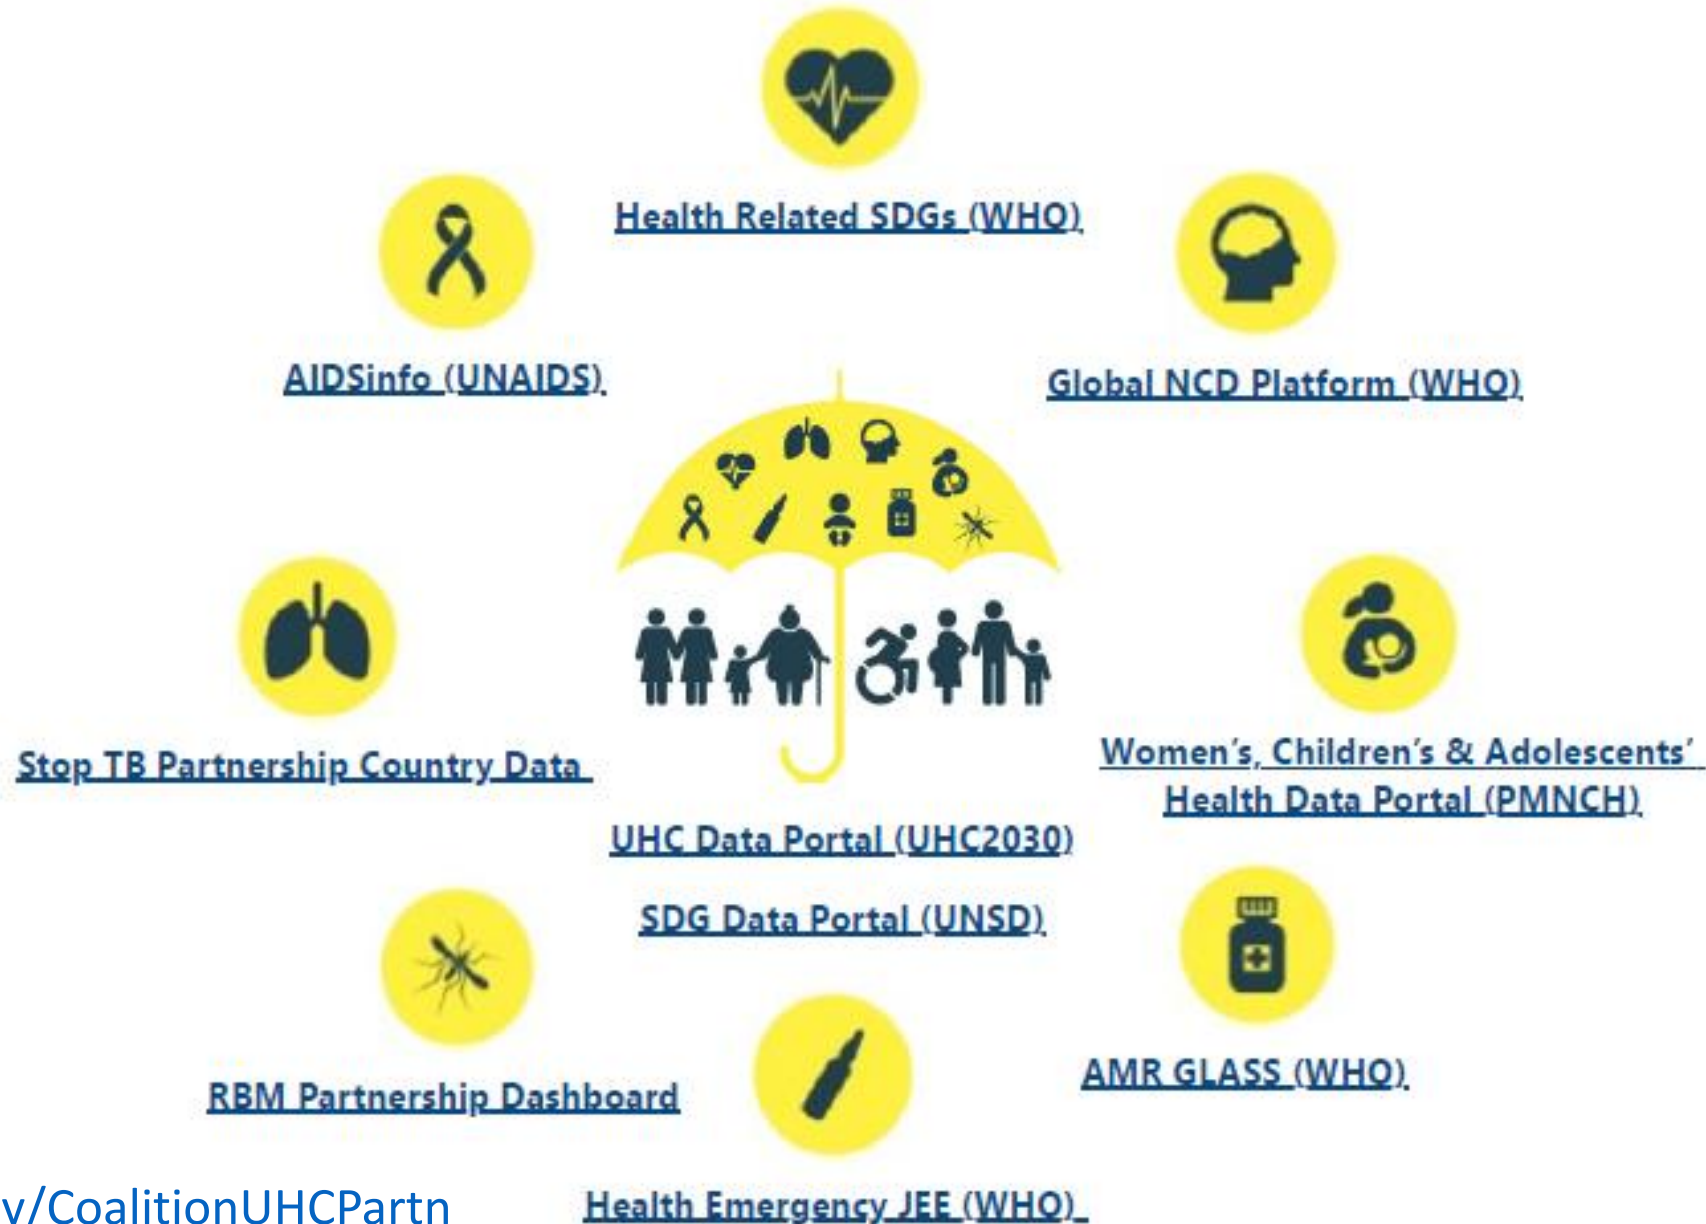 Health Related SDGs (WHO)
AIDSinfo (UNAIDS)
Global NCD Platform (WHO)
Stop TB Partnership Country Data
Women's, Children's & Adolescents'
Health Data Portal (PMNCH)
UHC Data Portal (UHC2030)
SDG Data Portal (UNSD)
RBM Partnership Dashboard
AMR GLASS (WHO)
Health Emergency JEE (WHO)
v/CoalitionUHCPartn